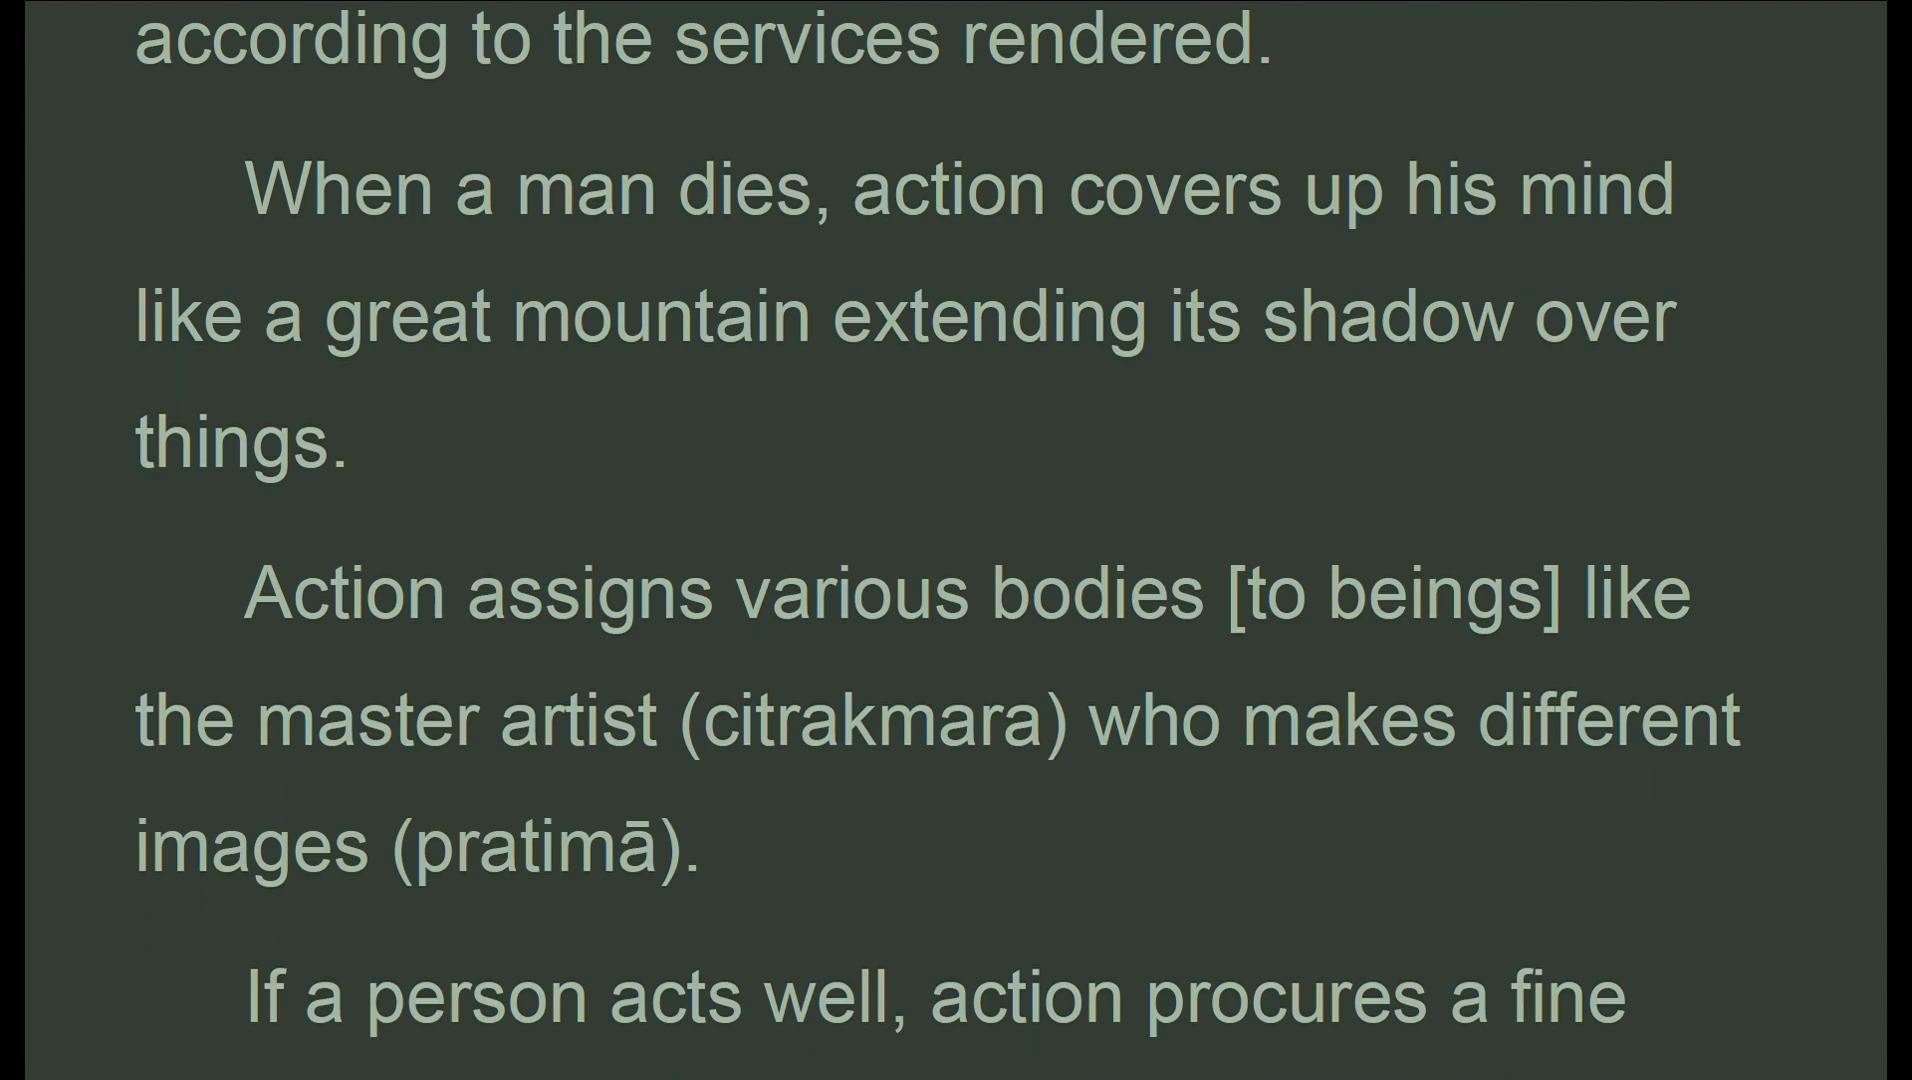 according to the services rendered.
When a man dies, action covers up his mind
like a great mountain extending its shadow over
things.
Action assigns various bodies [to beings] like
the master artist (citrakmara) who makes different
images (pratimā).
If a person acts well, action procures a fine